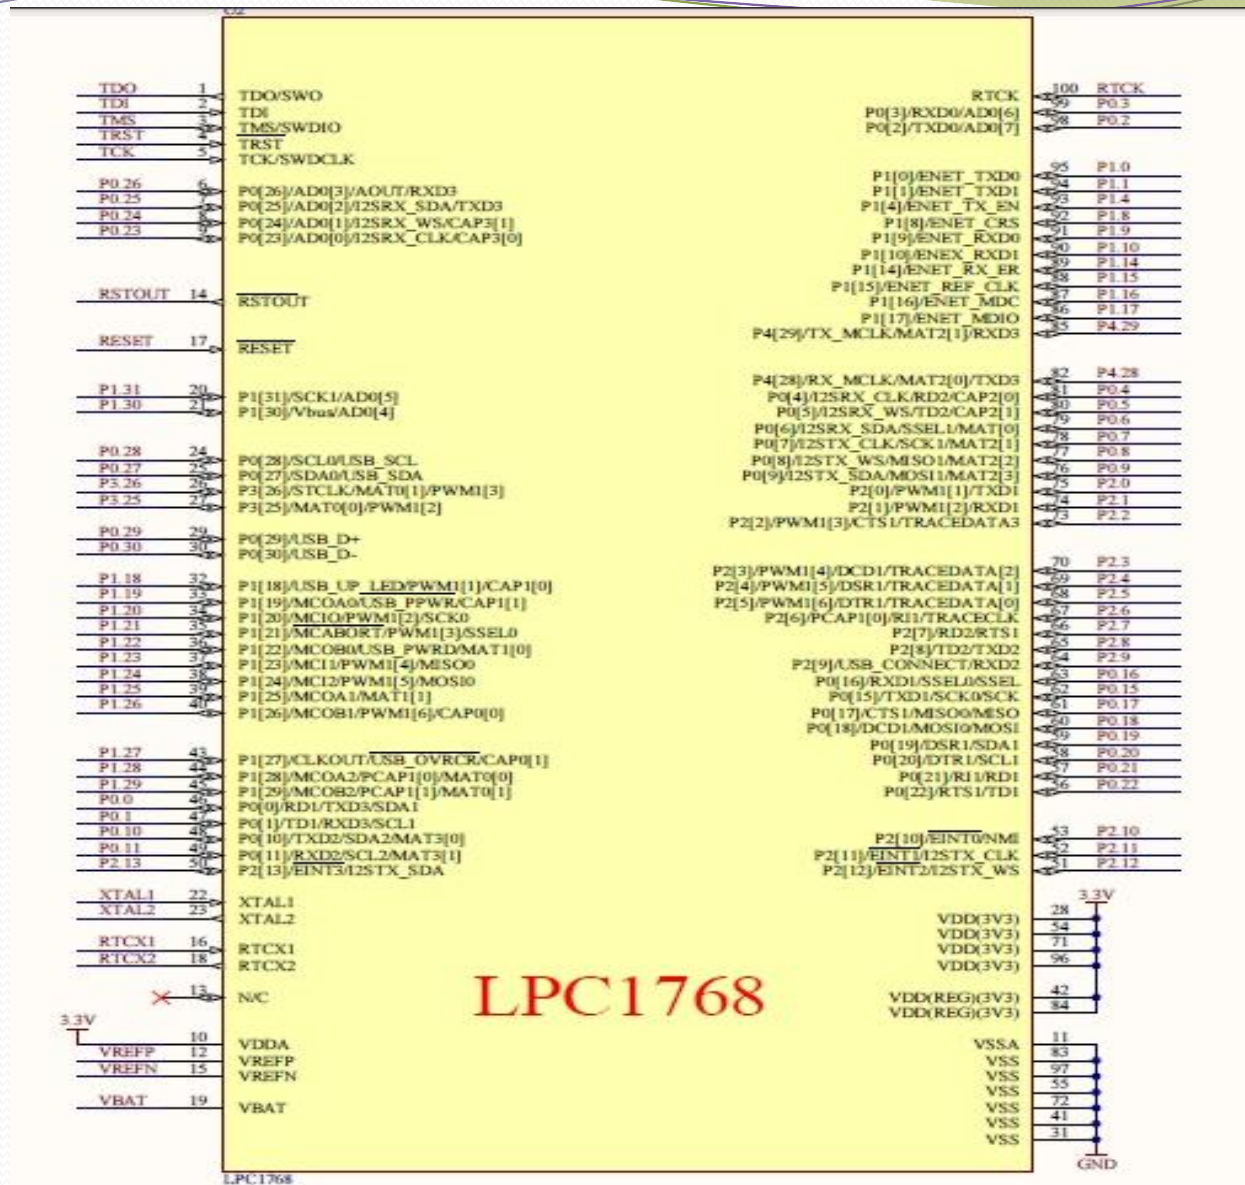 U2
TDO 1 TDO/SWO
TDI 2 TDI
TMS 3 TMS/SWDIO
TRST 4 TRST
TCK 5 TCK/SWDCLK
P0.26 6 P0[26]/AD0[3]/AOUT/RXD3
P0.25 7 P0[25]/AD0[2]/I2SRX_SDA/TXD3
P0.24 8 P0[24]/AD0[1]/I2SRX_WS/CAP3[1]
P0.23 9 P0[23]/AD0[0]/I2SRX_CLK/CAP3[0]
RSTOUT 14 RSTOUT
RESET 17 RESET
P1.31 20 P1[31]/SCK1/AD0[5]
P1.30 21 P1[30]/Vbus/AD0[4]
P0.28 24 P0[28]/SCL0/USB_SCL
P0.27 25 P0[27]/SDA0/USB_SDA
P3.26 26 P3[26]/STCLK/MAT0[1]/PWM1[3]
P3.25 27 P3[25]/MAT0[0]/PWM1[2]
P0.29 29 P0[29]/USB_D+
P0.30 30 P0[30]/USB_D-
P1.18 32 P1[18]/USB_UP_LED/PWM1[1]/CAP1[0]
P1.19 33 P1[19]/MCOA0/USB_PPWR/CAP1[1]
P1.20 34 P1[20]/MCIO/PWM1[2]/SCK0
P1.21 35 P1[21]/MCABORT/PWM1[3]/SSEL0
P1.22 36 P1[22]/MCOB0/USB_PWRD/MAT1[0]
P1.23 37 P1[23]/MCI1/PWM1[4]/MISO0
P1.24 38 P1[24]/MCI2/PWM1[5]/MOSI0
P1.25 39 P1[25]/MCOA1/MAT1[1]
P1.26 40 P1[26]/MCOB1/PWM1[6]/CAP0[0]
P1.27 43 P1[27]/CLKOUT/USB_OVRCR/CAP0[1]
P1.28 44 P1[28]/MCOA2/PCAP1[0]/MAT0[0]
P1.29 45 P1[29]/MCOB2/PCAP1[1]/MAT0[1]
P0.0 46 P0[0]/RD1/TXD3/SDA1
P0.1 47 P0[1]/TD1/RXD3/SCL1
P0.10 48 P0[10]/TXD2/SDA2/MAT3[0]
P0.11 49 P0[11]/RXD2/SCL2/MAT3[1]
P2.13 50 P2[13]/EINT3/I2STX_SDA
XTAL1 22 XTAL1
XTAL2 23 XTAL2
RTCX1 16 RTCX1
RTCX2 18 RTCX2
13 N/C
3.3V
10 VDDA
VREFP 12 VREFP
VREFN 15 VREFN
VBAT 19 VBAT
LPC1768
RTCK 100 RTCK
P0[3]/RXD0/AD0[6] 99 P0.3
P0[2]/TXD0/AD0[7] 98 P0.2
P1[0]/ENET_TXD0 95 P1.0
P1[1]/ENET_TXD1 94 P1.1
P1[4]/ENET_TX_EN 93 P1.4
P1[8]/ENET_CRS 92 P1.8
P1[9]/ENET_RXD0 91 P1.9
P1[10]/ENEX_RXD1 90 P1.10
P1[14]/ENET_RX_ER 89 P1.14
P1[15]/ENET_REF_CLK 88 P1.15
P1[16]/ENET_MDC 87 P1.16
P1[17]/ENET_MDIO 86 P1.17
P4[29]/TX_MCLK/MAT2[1]/RXD3 85 P4.29
P4[28]/RX_MCLK/MAT2[0]/TXD3 82 P4.28
P0[4]/I2SRX_CLK/RD2/CAP2[0] 81 P0.4
P0[5]/I2SRX_WS/TD2/CAP2[1] 80 P0.5
P0[6]/I2SRX_SDA/SSEL1/MAT[0] 79 P0.6
P0[7]/I2STX_CLK/SCK1/MAT2[1] 78 P0.7
P0[8]/I2STX_WS/MISO1/MAT2[2] 77 P0.8
P0[9]/I2STX_SDA/MOSI1/MAT2[3] 76 P0.9
P2[0]/PWM1[1]/TXD1 75 P2.0
P2[1]/PWM1[2]/RXD1 74 P2.1
P2[2]/PWM1[3]/CTS1/TRACEDATA3 73 P2.2
P2[3]/PWM1[4]/DCD1/TRACEDATA[2] 70 P2.3
P2[4]/PWM1[5]/DSR1/TRACEDATA[1] 69 P2.4
P2[5]/PWM1[6]/DTR1/TRACEDATA[0] 68 P2.5
P2[6]/PCAP1[0]/RI1/TRACECLK 67 P2.6
P2[7]/RD2/RTS1 66 P2.7
P2[8]/TD2/TXD2 65 P2.8
P2[9]/USB_CONNECT/RXD2 64 P2.9
P0[16]/RXD1/SSEL0/SSEL 63 P0.16
P0[15]/TXD1/SCK0/SCK 62 P0.15
P0[17]/CTS1/MISO0/MISO 61 P0.17
P0[18]/DCD1/MOSI0/MOSI 60 P0.18
P0[19]/DSR1/SDA1 59 P0.19
P0[20]/DTR1/SCL1 58 P0.20
P0[21]/RI1/RD1 57 P0.21
P0[22]/RTS1/TD1 56 P0.22
P2[10]/EINT0/NMI 53 P2.10
P2[11]/EINT1/I2STX_CLK 52 P2.11
P2[12]/EINT2/I2STX_WS 51 P2.12
3.3V
VDD(3V3) 28
VDD(3V3) 54
VDD(3V3) 71
VDD(3V3) 96
VDD(REG)(3V3) 42
VDD(REG)(3V3) 84
VSSA 11
VSS 83
VSS 97
VSS 55
VSS 72
VSS 41
VSS 31
GND
LPC1768